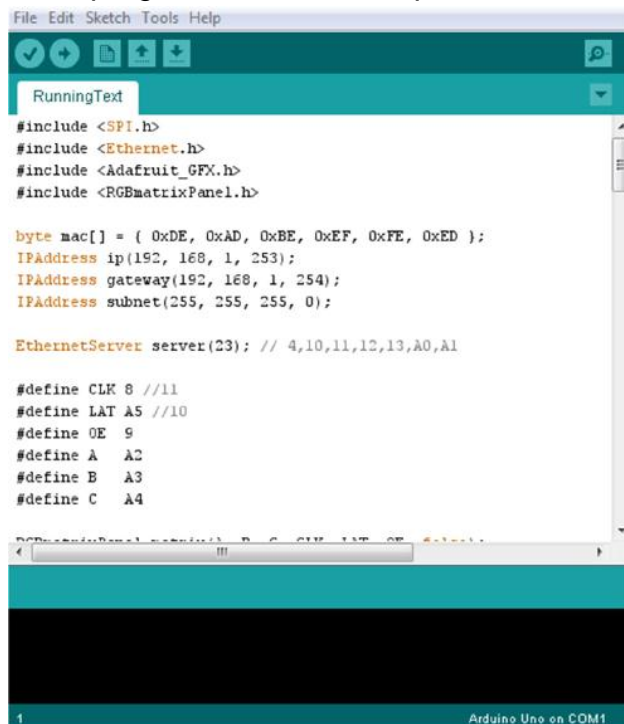 File Edit Sketch Tools Help
RunningText
#include <SPI.h>
#include <Ethernet.h>
#include <Adafruit_GFX.h>
#include <RGBmatrixPanel.h>
byte mac[] = { 0xDE, 0xAD, 0xBE, 0xEF, 0xFE, 0xED };
IPAddress ip(192, 168, 1, 253);
IPAddress gateway(192, 168, 1, 254);
IPAddress subnet(255, 255, 255, 0);
EthernetServer server(23); // 4,10,11,12,13,A0,A1
#define CLK 8 //11
#define LAT A5 //10
#define OE 9
#define A A2
#define B A3
#define C A4
1 Arduino Uno on COM1